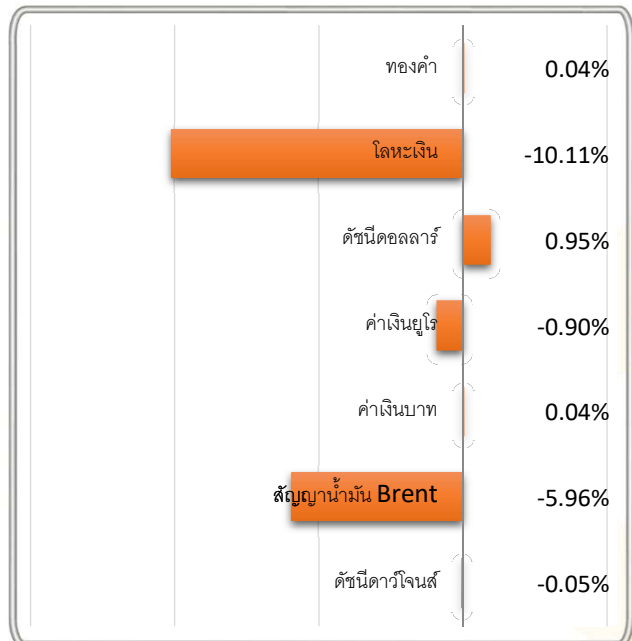 ทองคำ 0.04%
โลหะเงิน -10.11%
ดัชนีดอลลาร์ 0.95%
ค่าเงินยูโร -0.90%
ค่าเงินบาท 0.04%
สัญญาน้ำมัน Brent -5.96%
ดัชนีดาวโจนส์ -0.05%